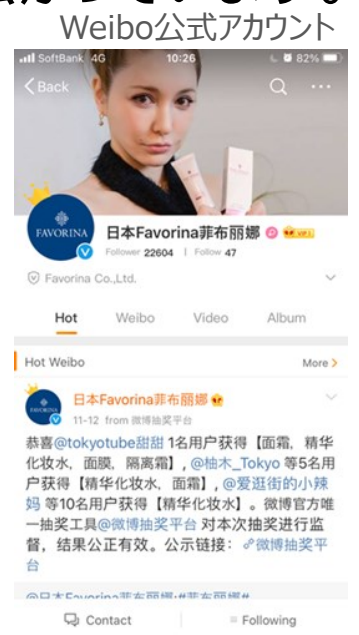 Weibo公式アカウント
SoftBank 4G 10:26 82%
Back
FAVORINA
日本Favorina菲布丽娜
Follower 22604 | Follow 47
Favorina Co.,Ltd.
Hot Weibo Video Album
Hot Weibo More
日本Favorina菲布丽娜
11-12 from 微博抽奖平台
恭喜@tokyotube甜甜 1名用户获得【面霜，精华
化妆水，面膜，隔离霜】, @柚木_Tokyo 等5名用
户获得【精华化妆水，面霜】, @爱逛街的小辣
妈 等10名用户获得【精华化妆水】。微博官方唯
一抽奖工具@微博抽奖平台 对本次抽奖进行监
督，结果公正有效。公示链接： 微博抽奖平
台
Contact Following